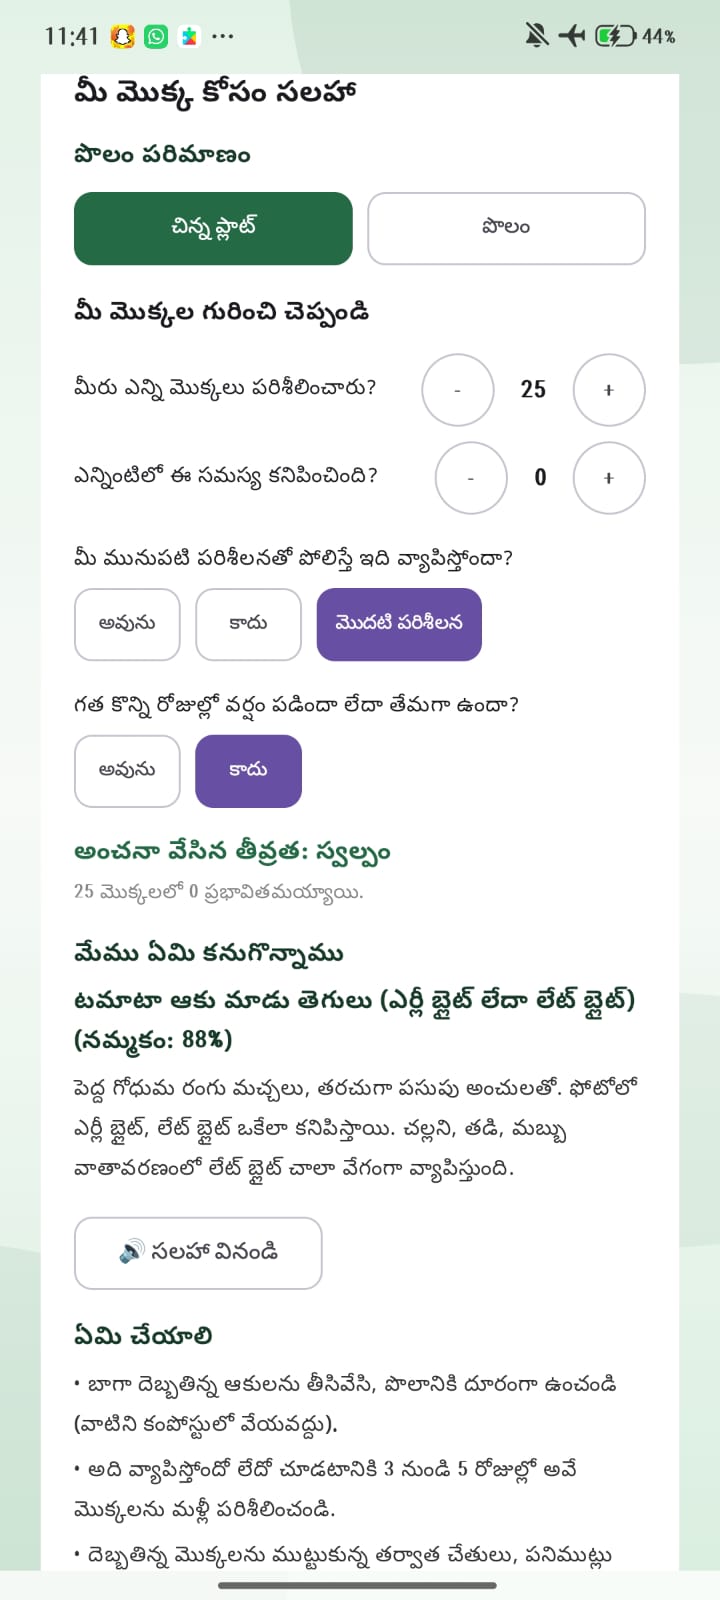 11:41 ...
44%
మీ మొక్క కోసం సలహా
పొలం పరిమాణం
చిన్న ప్లాట్ పొలం
మీ మొక్కల గురించి చెప్పండి
మీరు ఎన్ని మొక్కలు పరిశీలించారు? - 25 +
ఎన్నింటిలో ఈ సమస్య కనిపించింది? - 0 +
మీ మునుపటి పరిశీలనతో పోలిస్తే ఇది వ్యాపిస్తోందా?
అవును కాదు మొదటి పరిశీలన
గత కొన్ని రోజుల్లో వర్షం పడిందా లేదా తేమగా ఉందా?
అవును కాదు
అంచనా వేసిన తీవ్రత: స్వల్పం
25 మొక్కలలో 0 ప్రభావితమయ్యాయి.
మేము ఏమి కనుగొన్నాము
టమాటా ఆకు మాడు తెగులు (ఎర్లీ బ్లైట్ లేదా లేట్ బ్లైట్)
(నమ్మకం: 88%)
పెద్ద గోధుమ రంగు మచ్చలు, తరచుగా పసుపు అంచులతో. ఫోటోలో
ఎర్లీ బ్లైట్, లేట్ బ్లైట్ ఒకేలా కనిపిస్తాయి. చల్లని, తడి, మబ్బు
వాతావరణంలో లేట్ బ్లైట్ చాలా వేగంగా వ్యాపిస్తుంది.
🔊 సలహా వినండి
ఏమి చేయాలి
• బాగా దెబ్బతిన్న ఆకులను తీసివేసి, పొలానికి దూరంగా ఉంచండి
(వాటిని కంపోస్టులో వేయవద్దు).
• అది వ్యాపిస్తోందో లేదో చూడటానికి 3 నుండి 5 రోజుల్లో అవే
మొక్కలను మళ్లీ పరిశీలించండి.
• దెబ్బతిన్న మొక్కలను ముట్టుకున్న తర్వాత చేతులు, పనిముట్లు